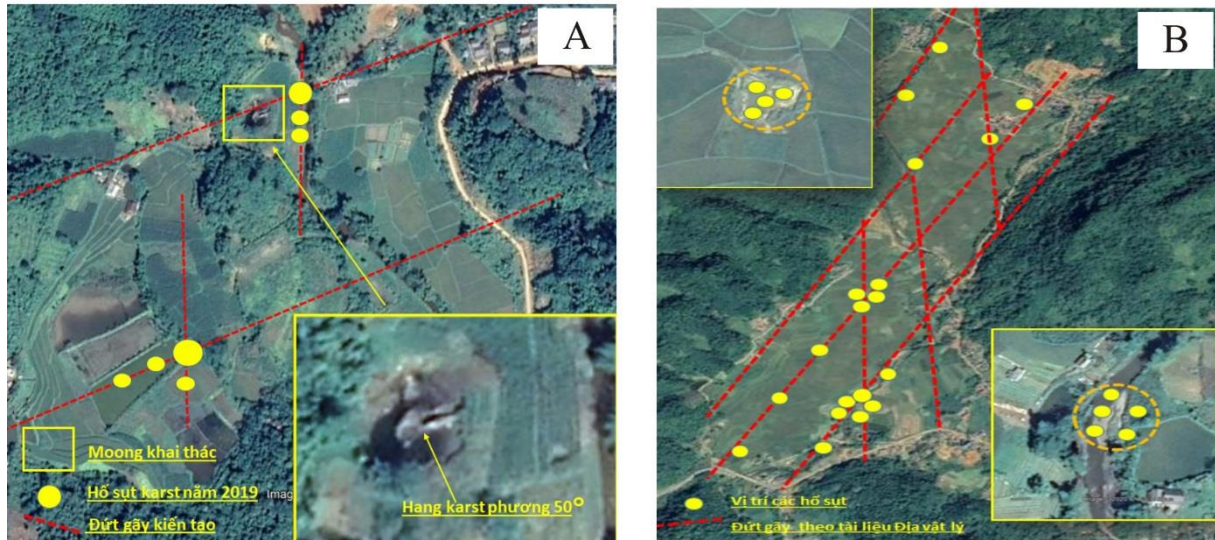 A
Moong khai thác
Hố sụt karst năm 2019 Imag
Đứt gãy kiến tạo
Hang karst phương 50°
B
Vị trí các hố sụt
Đứt gãy theo tài liệu Địa vật lý